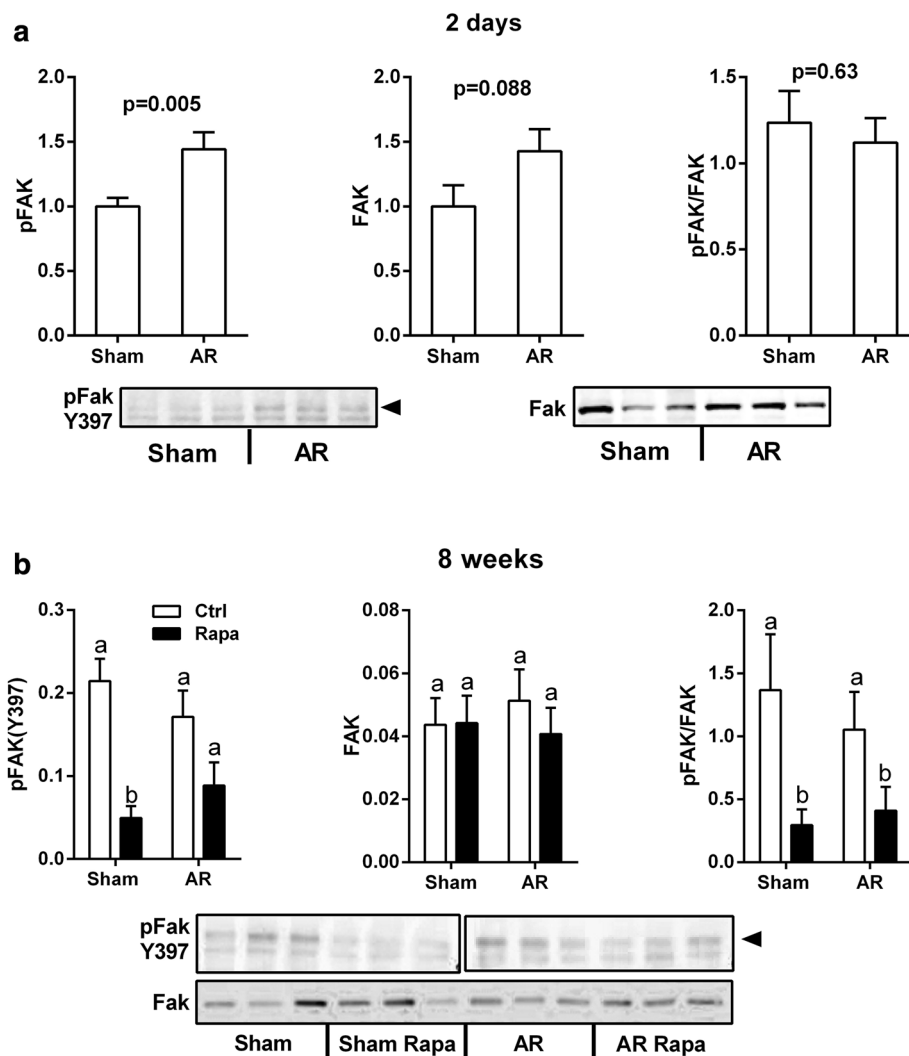 a
2 days
p=0.005
p=0.088
p=0.63
pFAK
2.0
1.5
1.0
0.5
0.0
Sham AR
FAK
2.0
1.5
1.0
0.5
0.0
Sham AR
pFAK/FAK
1.5
1.0
0.5
0.0
Sham AR
pFak
Y397
Sham AR
Fak
Sham AR
b
8 weeks
pFAK(Y397)
0.3
0.2
0.1
0.0
Ctrl
Rapa
a b a a
Sham AR
FAK
0.08
0.06
0.04
0.02
0.00
a a a a
Sham AR
pFAK/FAK
2.0
1.5
1.0
0.5
0.0
a b a b
Sham AR
pFak
Y397
Fak
Sham Sham Rapa AR AR Rapa